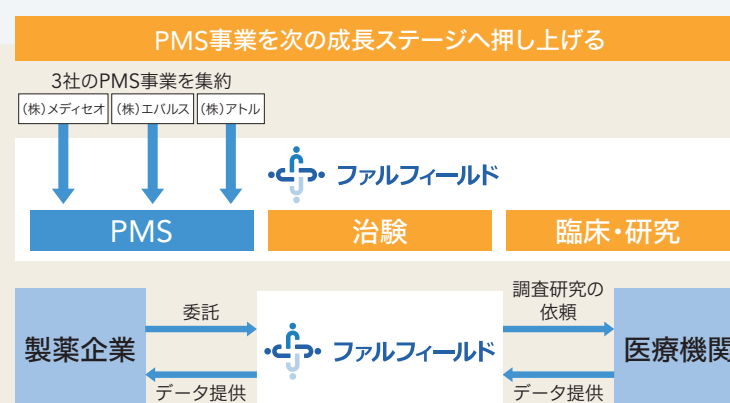 PMS事業を次の成長ステージへ押し上げる
3社のPMS事業を集約
(株)メディセオ (株)エバルス (株)アトル
ファルフィールド
PMS 治験 臨床・研究
製薬企業
委託
データ提供
ファルフィールド
調査研究の
依頼
データ提供
医療機関